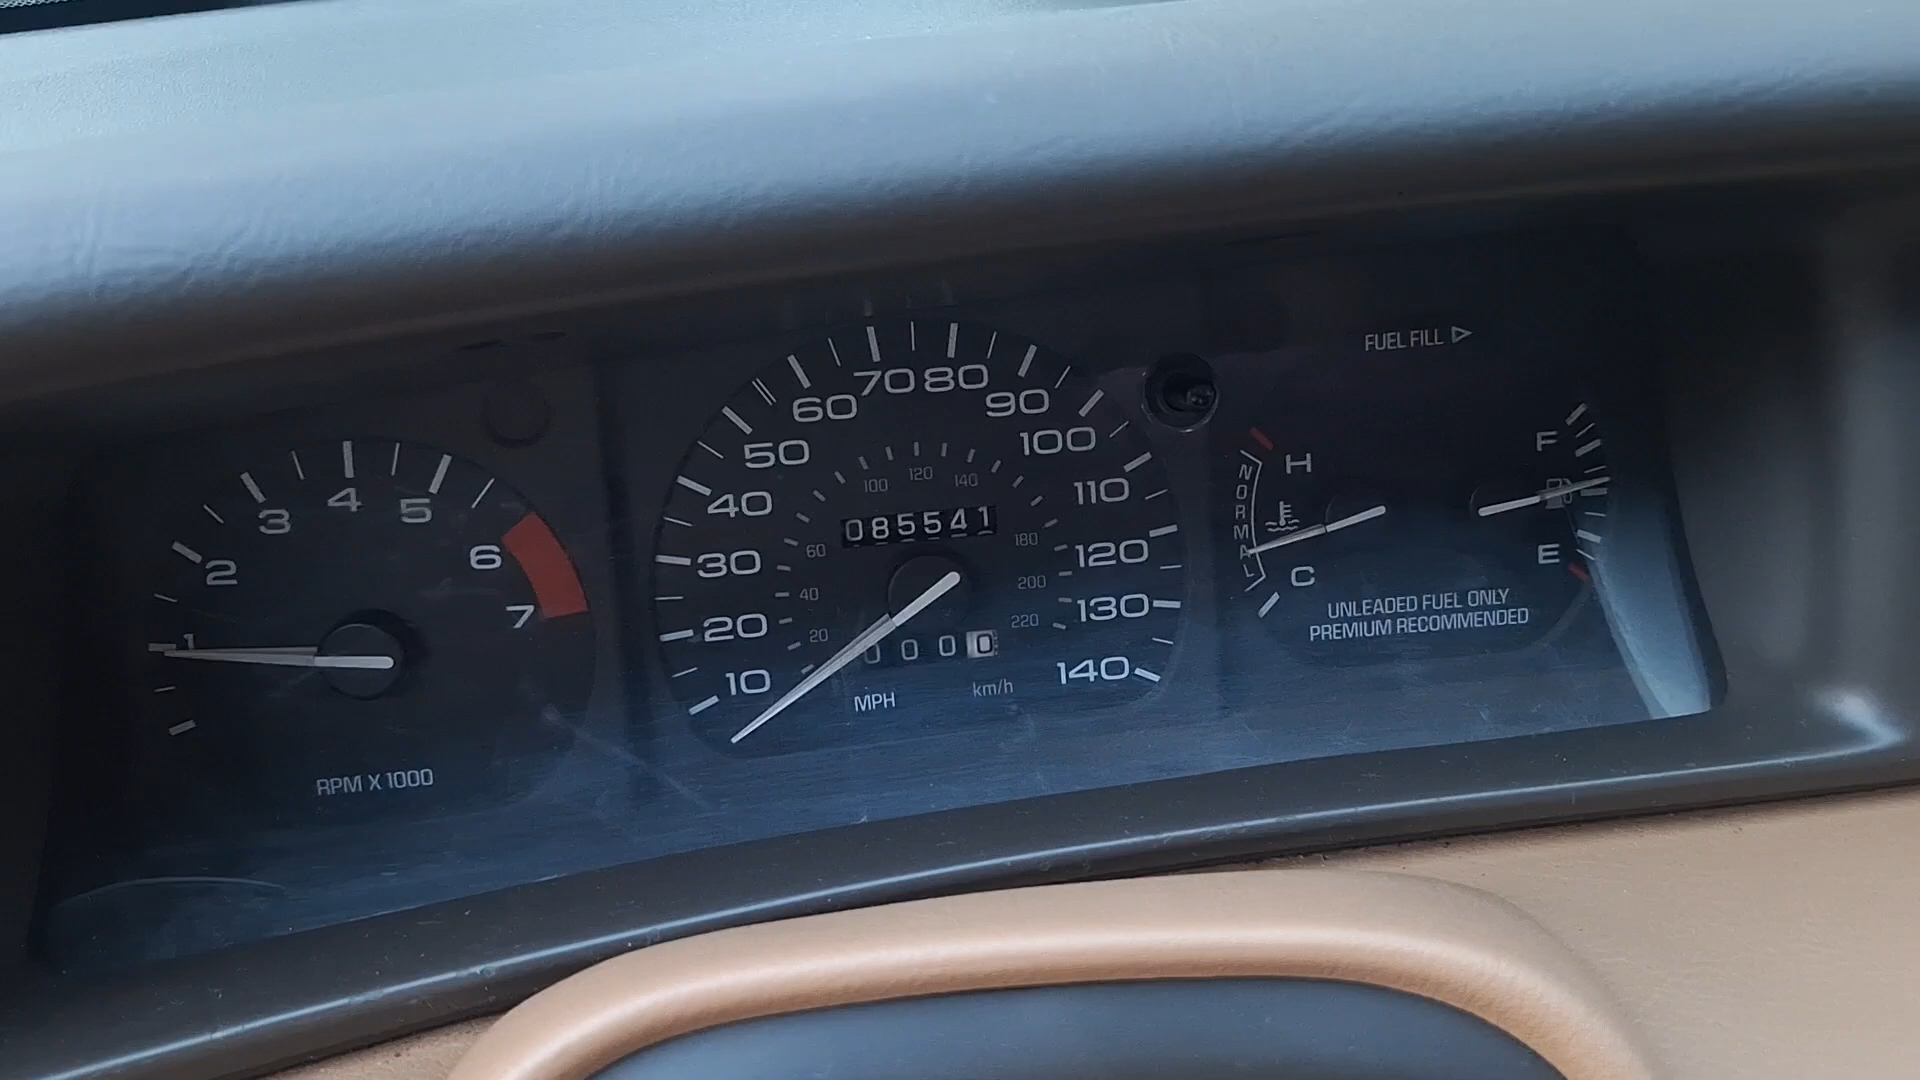 FUEL FILL
1 2 3 4 5 6 7
RPM X 1000
10 20 30 40 50 60 70 80 90 100 110 120 130 140
20 40 60 100 120 140 180 200 220
085541
0000
MPH
km/h
H
NORMAL
C
F
E
UNLEADED FUEL ONLY
PREMIUM RECOMMENDED